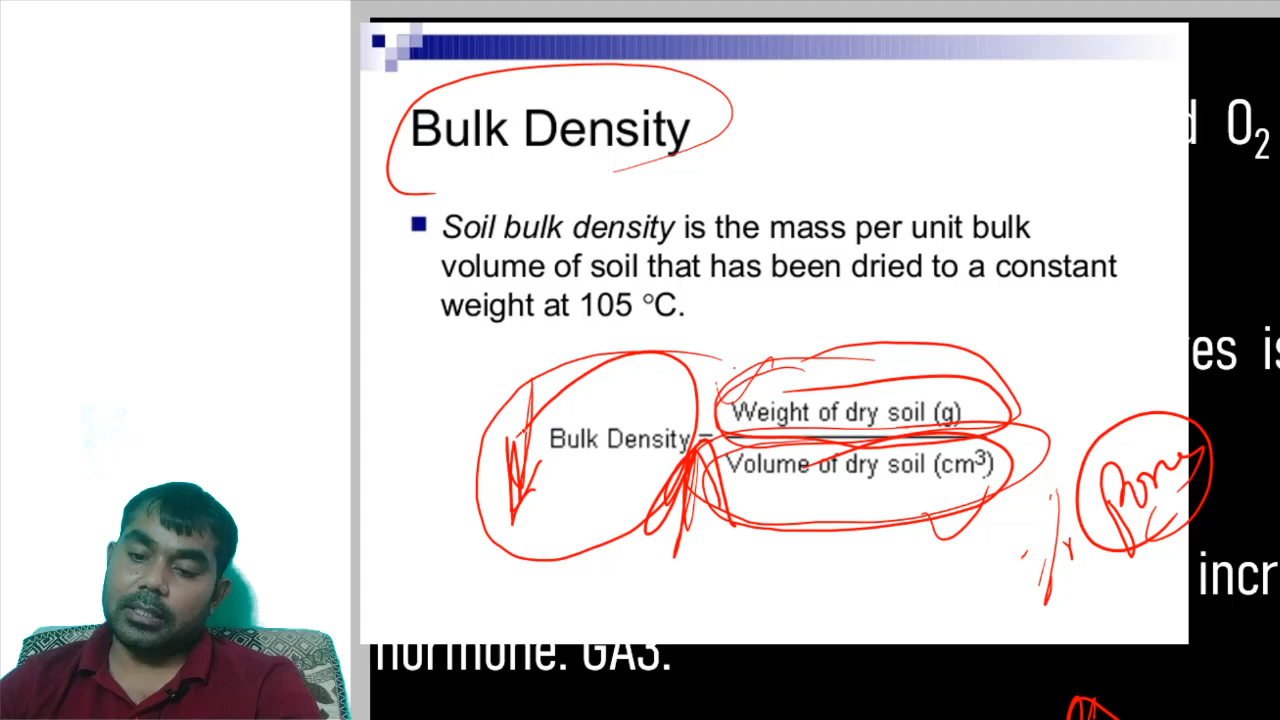 Bulk Density
Soil bulk density is the mass per unit bulk
volume of soil that has been dried to a constant
weight at 105 °C.
Bulk Density = Weight of dry soil (g)
Volume of dry soil (cm³)
O₂
incr
hormone. GA3.